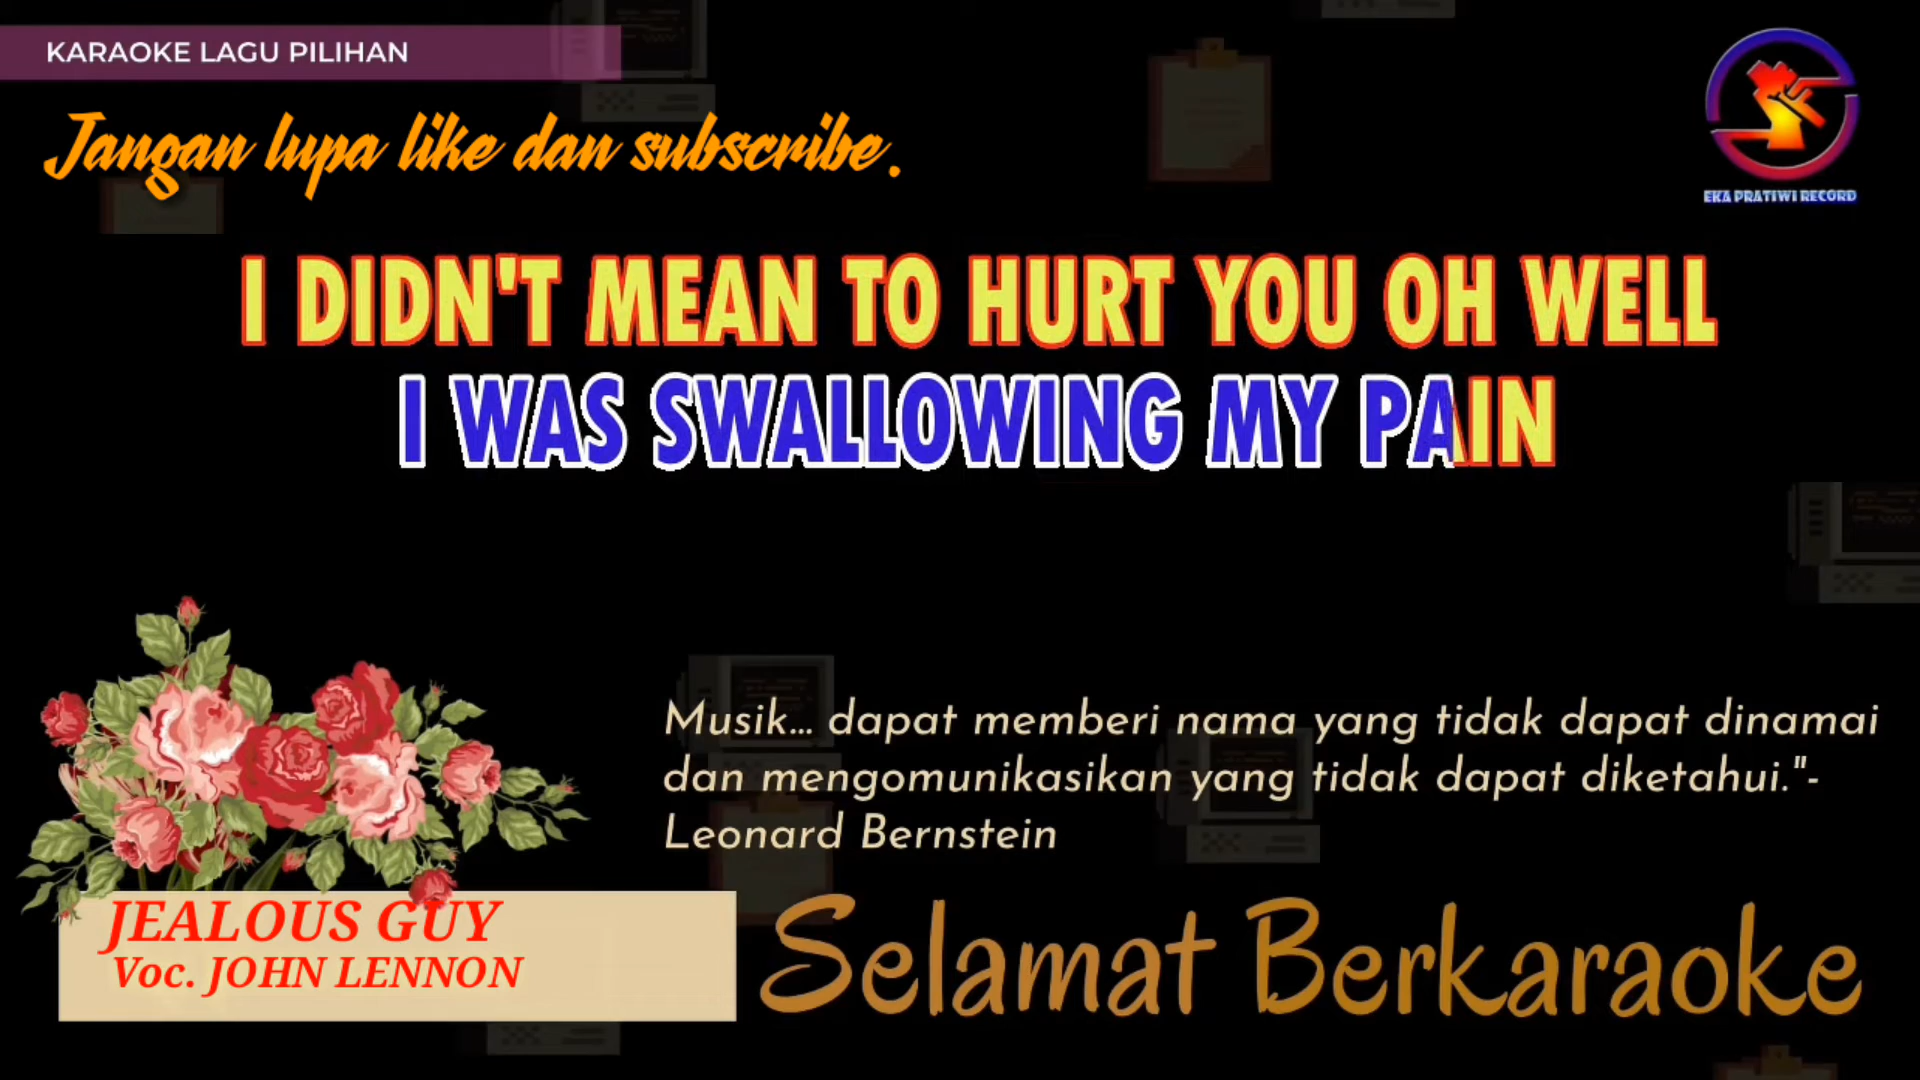 KARAOKE LAGU PILIHAN
Jangan lupa like dan subscribe.
EKA PRATIWI RECORD
I DIDN'T MEAN TO HURT YOU OH WELL
I WAS SWALLOWING MY PAIN
Musik... dapat memberi nama yang tidak dapat dinamai
dan mengomunikasikan yang tidak dapat diketahui."-
Leonard Bernstein
JEALOUS GUY
Voc. JOHN LENNON
Selamat Berkaraoke